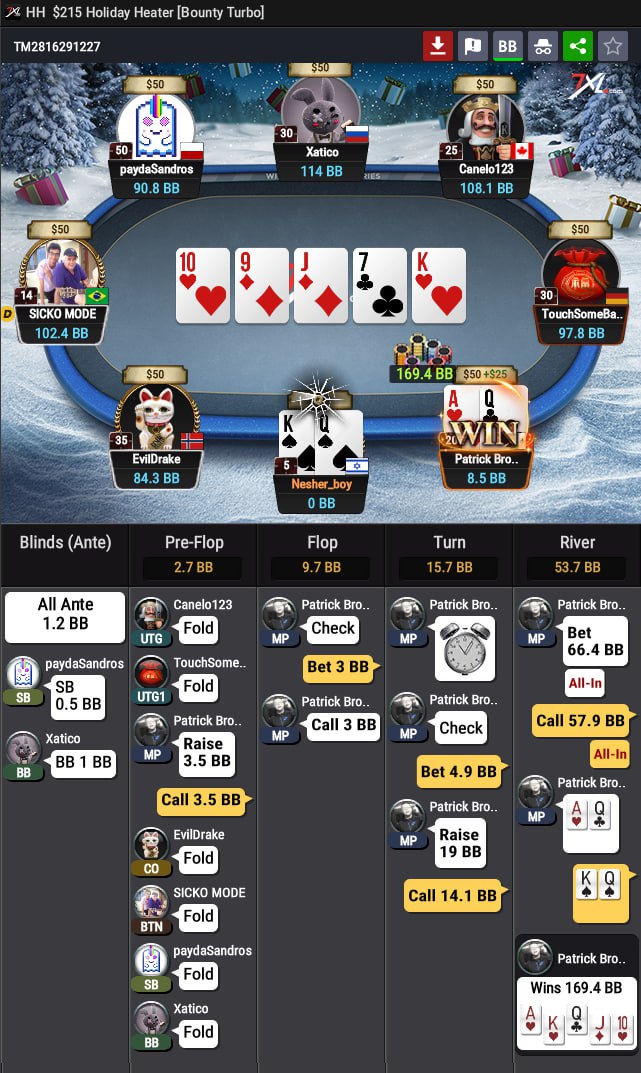 HH $215 Holiday Heater [Bounty Turbo]
TM2816291227
BB
$50
$50
$50
7XL.com
50
paydaSandros
90.8 BB
30
Xatico
114 BB
25
Canelo123
108.1 BB
$50
$50
14
SICKO MODE
102.4 BB
D
10
9
J
7
K
30
TouchSomeBa..
97.8 BB
169.4 BB
$50
$50 +$25
35
EvilDrake
84.3 BB
K
Q
5
Nesher_boy
0 BB
A
Q
WIN
Patrick Bro..
8.5 BB
Blinds (Ante)
Pre-Flop
2.7 BB
Flop
9.7 BB
Turn
15.7 BB
River
53.7 BB
All Ante
1.2 BB
paydaSandros
SB
SB
0.5 BB
Xatico
BB
BB 1 BB
Canelo123
UTG
Fold
TouchSome..
UTG1
Fold
Patrick Bro..
MP
Raise
3.5 BB
Call 3.5 BB
EvilDrake
CO
Fold
SICKO MODE
BTN
Fold
paydaSandros
SB
Fold
Xatico
BB
Fold
Patrick Bro..
MP
Check
Bet 3 BB
Patrick Bro..
MP
Call 3 BB
Patrick Bro..
MP
Patrick Bro..
MP
Check
Bet 4.9 BB
Patrick Bro..
MP
Raise
19 BB
Call 14.1 BB
Patrick Bro..
MP
Bet
66.4 BB
All-In
Call 57.9 BB
All-In
Patrick Bro..
MP
A Q
K Q
Patrick Bro..
Wins 169.4 BB
A K Q J 10